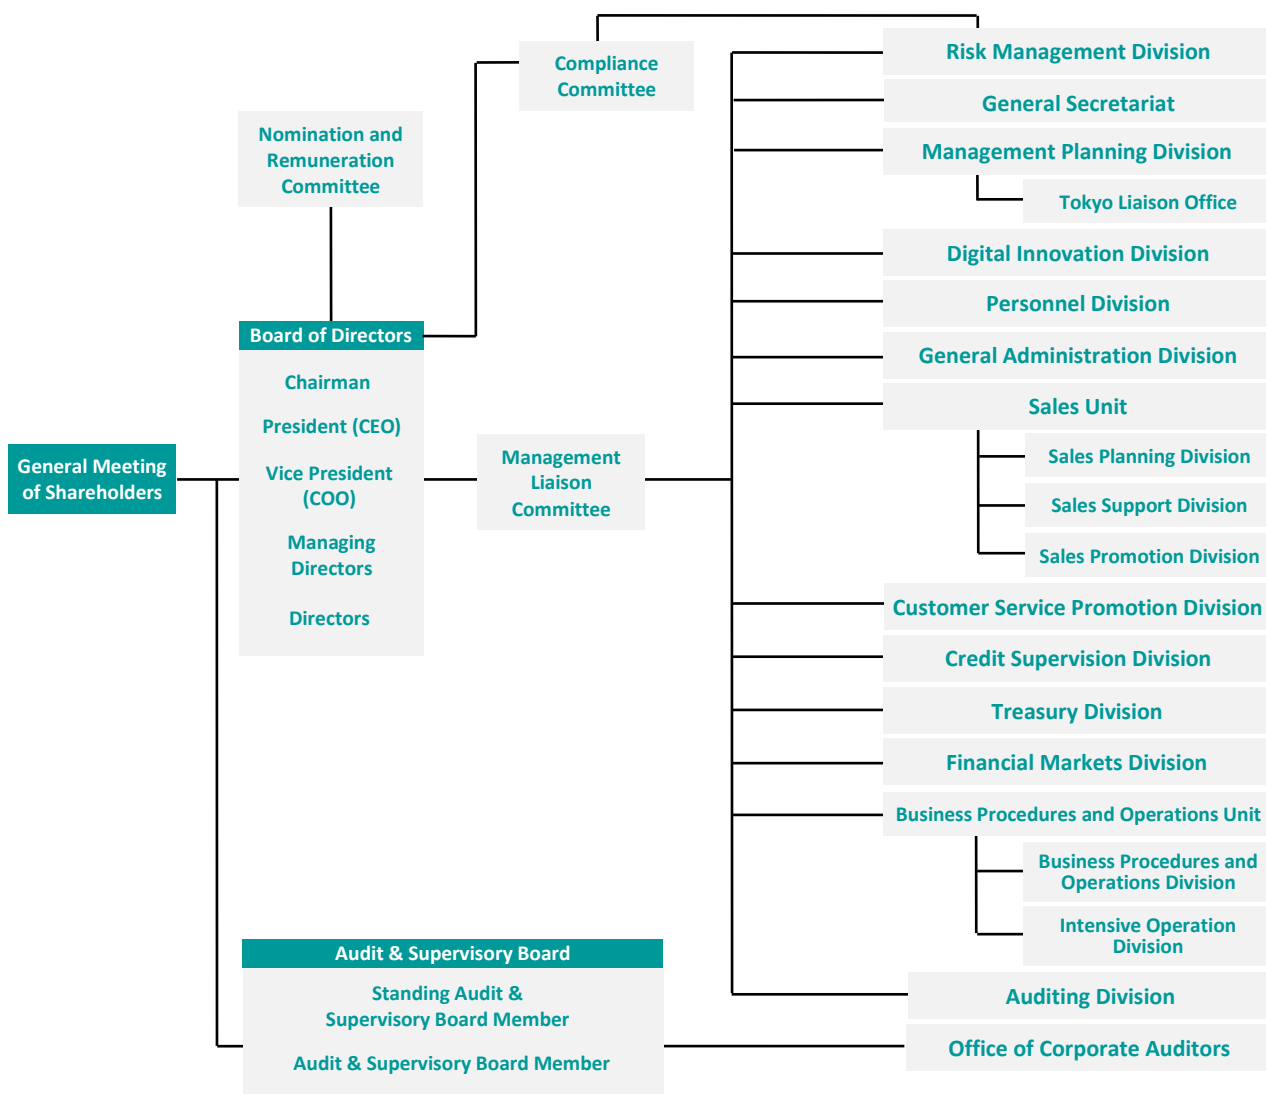 General Meeting
of Shareholders
Nomination and
Remuneration
Committee
Board of Directors
Chairman
President (CEO)
Vice President
(COO)
Managing
Directors
Directors
Compliance
Committee
Management
Liaison
Committee
Audit & Supervisory Board
Standing Audit &
Supervisory Board Member
Audit & Supervisory Board Member
Risk Management Division
General Secretariat
Management Planning Division
Tokyo Liaison Office
Digital Innovation Division
Personnel Division
General Administration Division
Sales Unit
Sales Planning Division
Sales Support Division
Sales Promotion Division
Customer Service Promotion Division
Credit Supervision Division
Treasury Division
Financial Markets Division
Business Procedures and Operations Unit
Business Procedures and
Operations Division
Intensive Operation
Division
Auditing Division
Office of Corporate Auditors